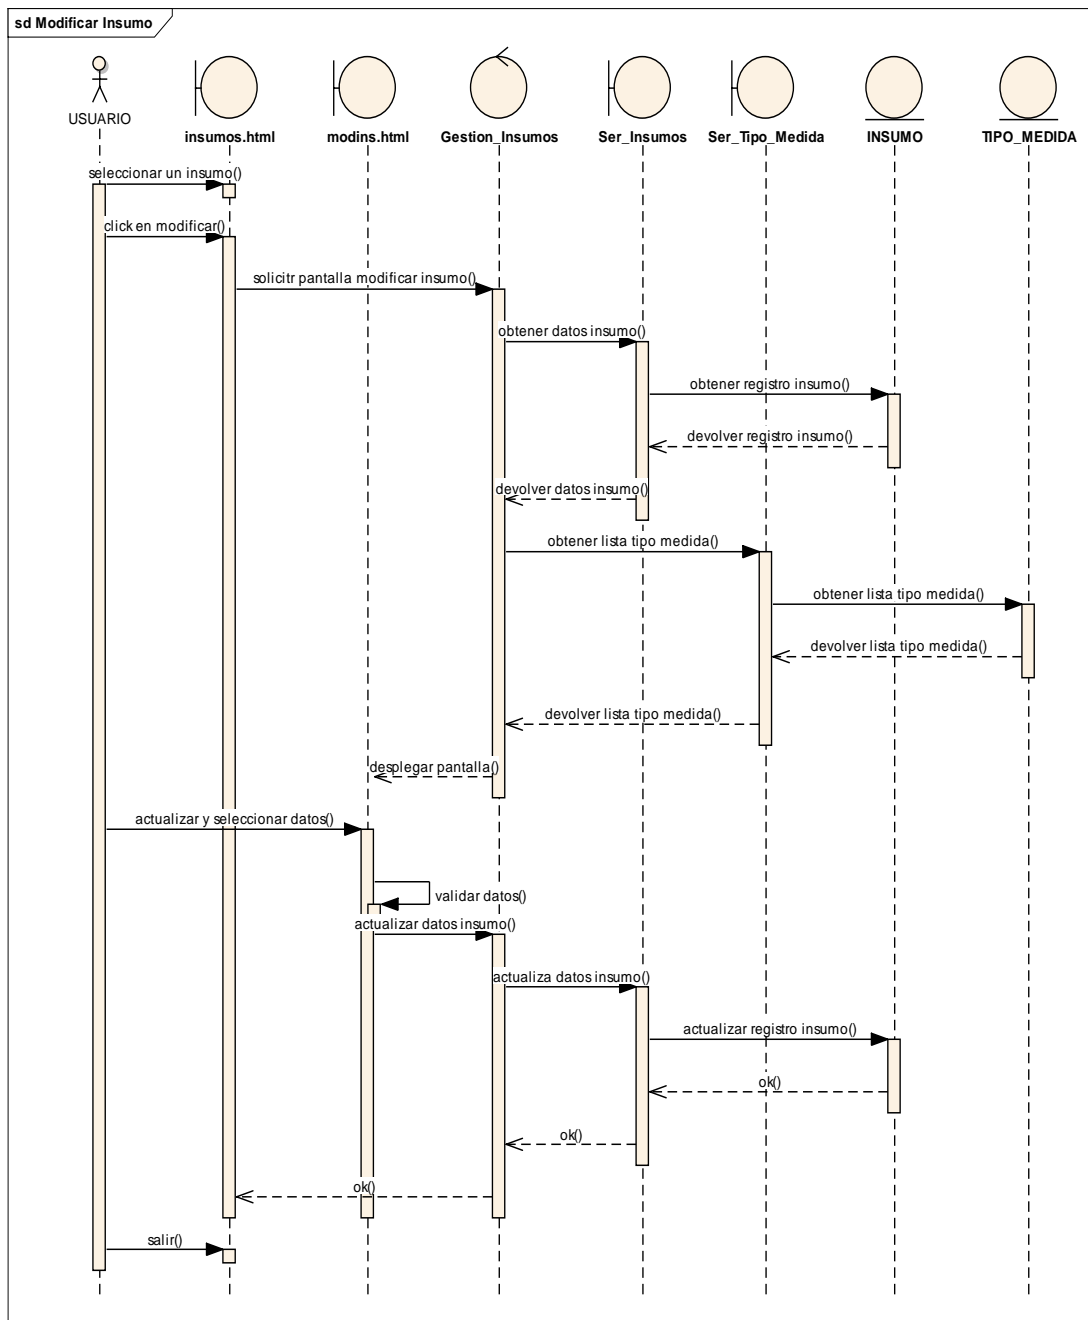 sd Modificar Insumo
USUARIO
insumos.html
modins.html
Gestion_Insumos
Ser_Insumos
Ser_Tipo_Medida
INSUMO
TIPO_MEDIDA
seleccionar un insumo()
click en modificar()
solicitr pantalla modificar insumo()
obtener datos insumo()
obtener registro insumo()
devolver registro insumo()
devolver datos insumo()
obtener lista tipo medida()
obtener lista tipo medida()
devolver lista tipo medida()
devolver lista tipo medida()
desplegar pantalla()
actualizar y seleccionar datos()
validar datos()
actualizar datos insumo()
actualiza datos insumo()
actualizar registro insumo()
ok()
ok()
ok()
salir()